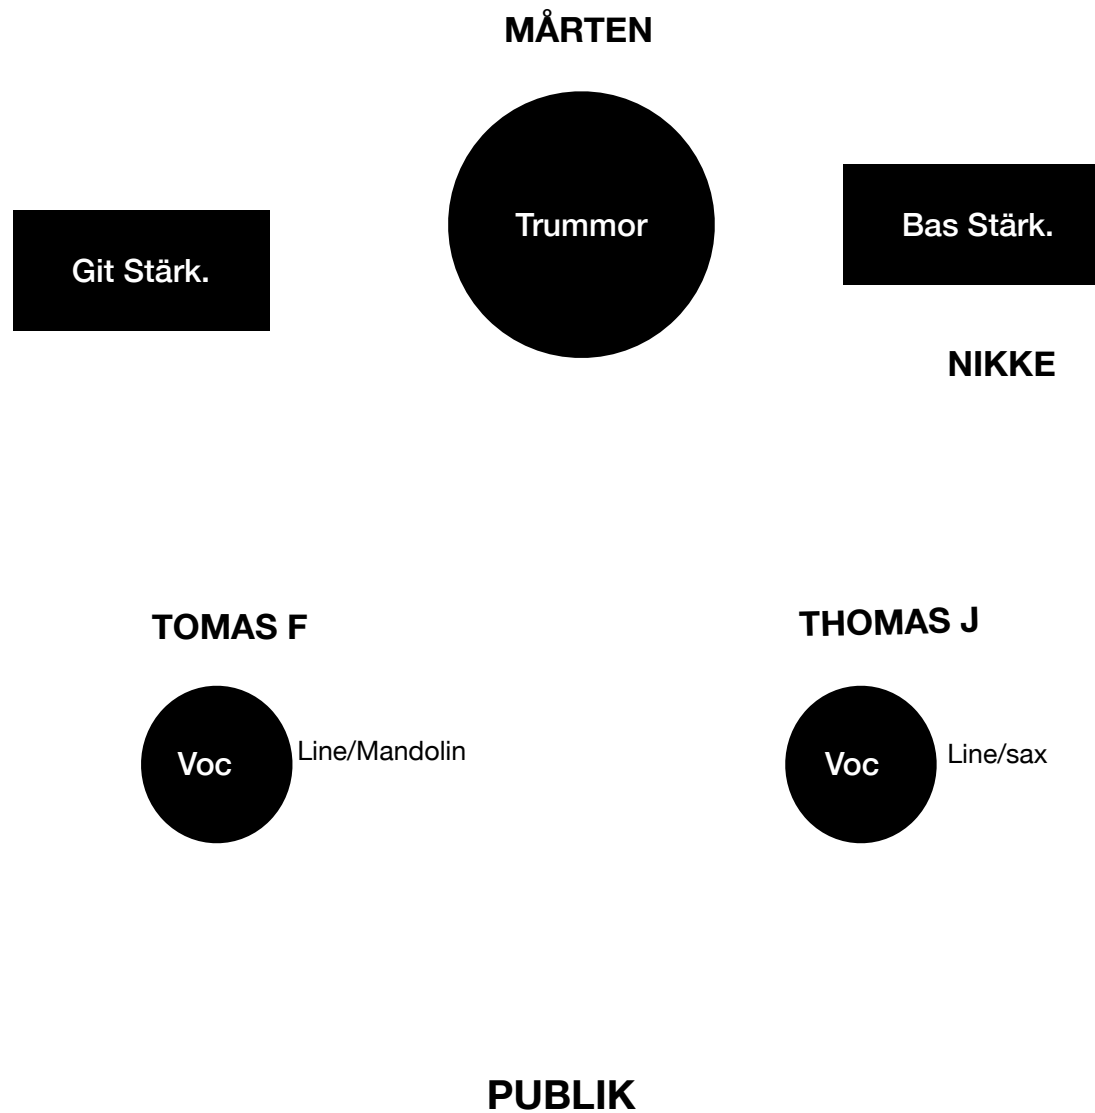 MÅRTEN
Trummor
Bas Stärk.
Git Stärk.
NIKKE
TOMAS F
THOMAS J
Voc
Line/Mandolin
Voc
Line/sax
PUBLIK